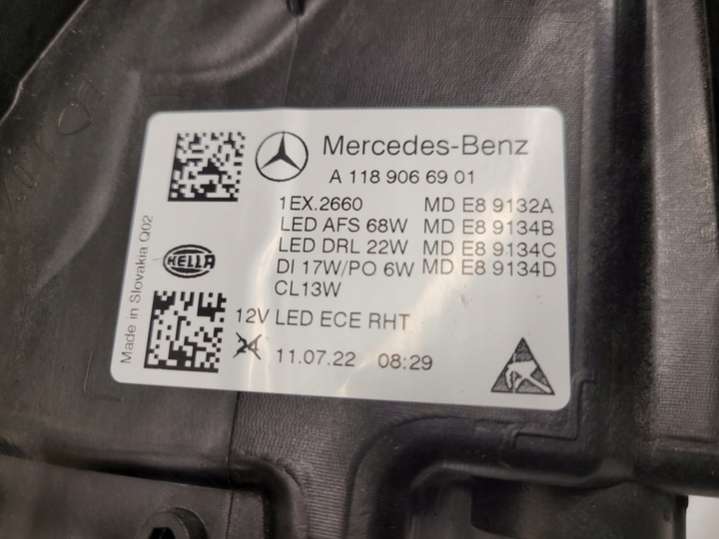 Mercedes-Benz
A 118 906 69 01
1EX.2660 MD E8 9132A
LED AFS 68W MD E8 9134B
LED DRL 22W MD E8 9134C
DI 17W/PO 6W MD E8 9134D
CL13W
12V LED ECE RHT
24 11.07.22 08:29
HELLA
Made in Slovakia Q02